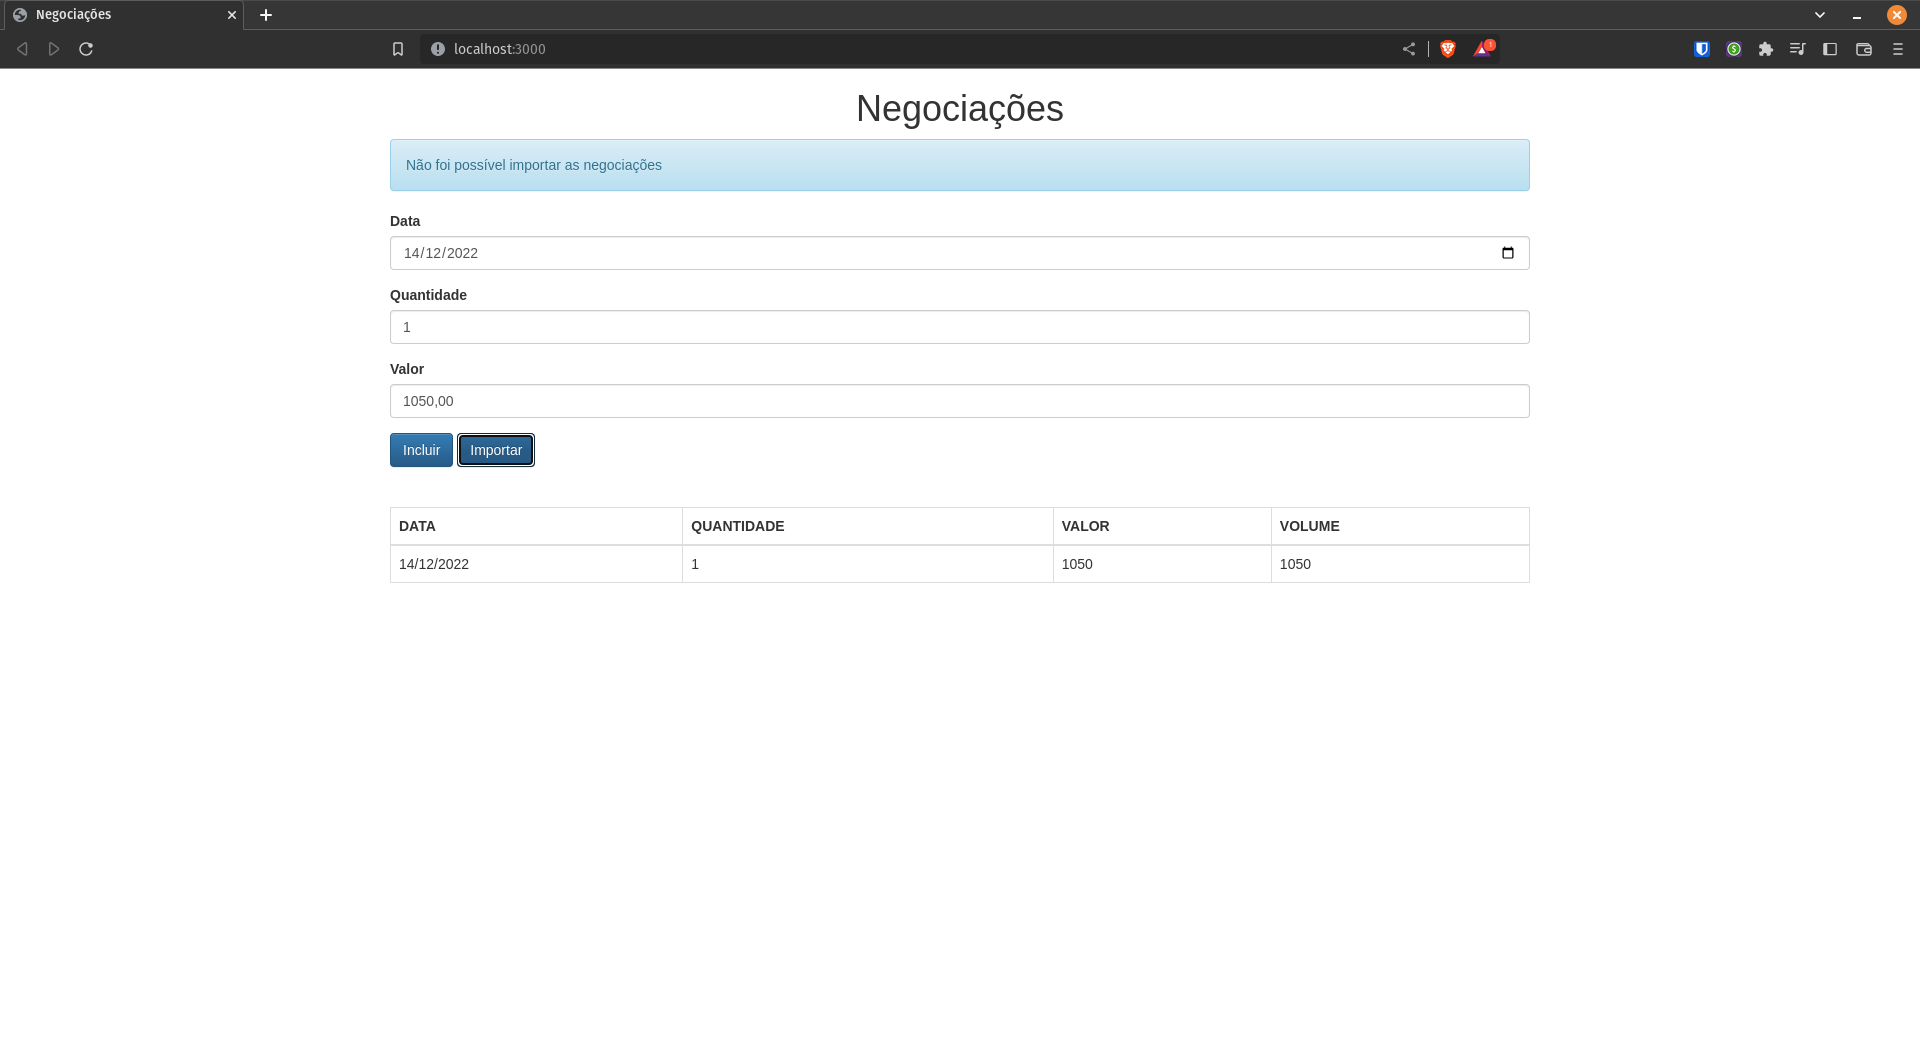 Negociações
localhost:3000
1
Negociações
Não foi possível importar as negociações
Data
14/12/2022
Quantidade
1
Valor
1050,00
Incluir Importar
DATA QUANTIDADE VALOR VOLUME
14/12/2022 1 1050 1050